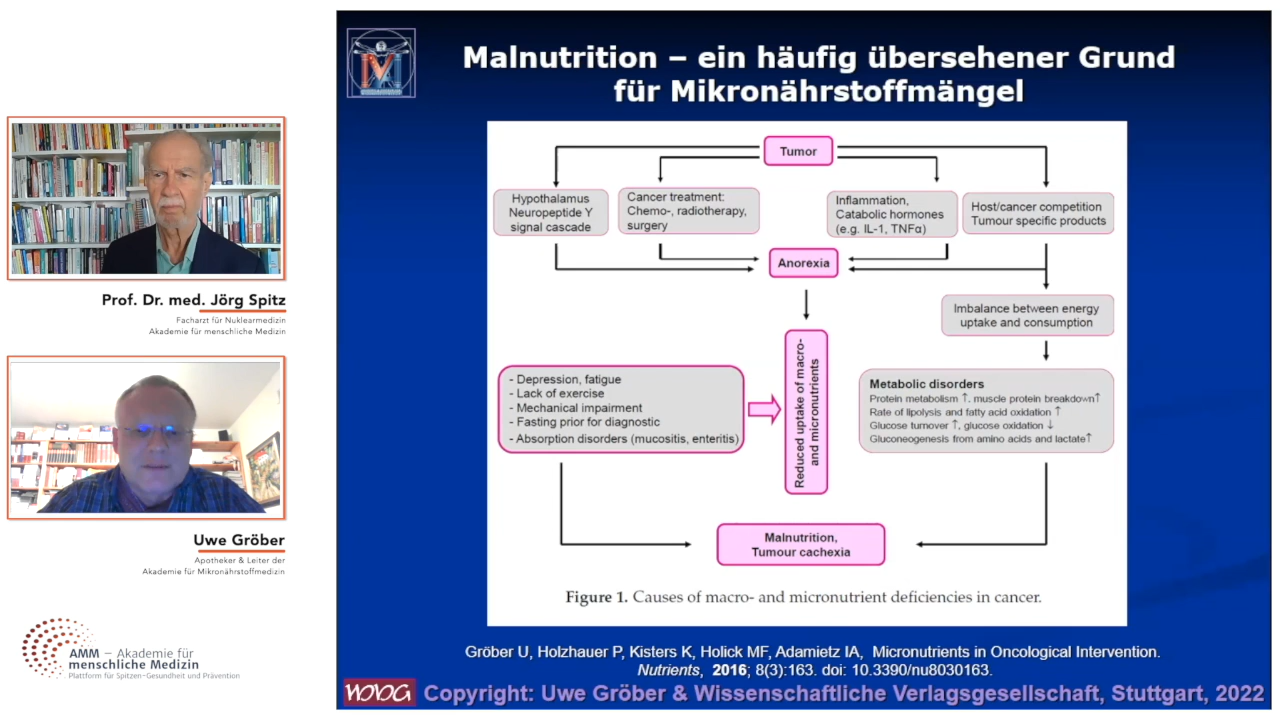 Malnutrition – ein häufig übersehener Grund
für Mikronährstoffmängel
Tumor
Hypothalamus
Neuropeptide Y
signal cascade
Cancer treatment:
Chemo-, radiotherapy,
surgery
Inflammation,
Catabolic hormones
(e.g. IL-1, TNFα)
Host/cancer competition
Tumour specific products
Anorexia
Imbalance between energy
uptake and consumption
- Depression, fatigue
- Lack of exercise
- Mechanical impairment
- Fasting prior for diagnostic
- Absorption disorders (mucositis, enteritis)
Reduced uptake of macro-
and micronutrients
Metabolic disorders
Protein metabolism ↑, muscle protein breakdown↑
Rate of lipolysis and fatty acid oxidation ↑
Glucose turnover ↑, glucose oxidation ↓
Gluconeogenesis from amino acids and lactate↑
Malnutrition,
Tumour cachexia
Figure 1. Causes of macro- and micronutrient deficiencies in cancer.
Gröber U, Holzhauer P, Kisters K, Holick MF, Adamietz IA, Micronutrients in Oncological Intervention.
Nutrients, 2016; 8(3):163. doi: 10.3390/nu8030163.
WVG Copyright: Uwe Gröber & Wissenschaftliche Verlagsgesellschaft, Stuttgart, 2022
Prof. Dr. med. Jörg Spitz
Facharzt für Nuklearmedizin
Akademie für menschliche Medizin
Uwe Gröber
Apotheker & Leiter der
Akademie für Mikronährstoffmedizin
AMM – Akademie für
menschliche Medizin
Plattform für Spitzen-Gesundheit und Prävention